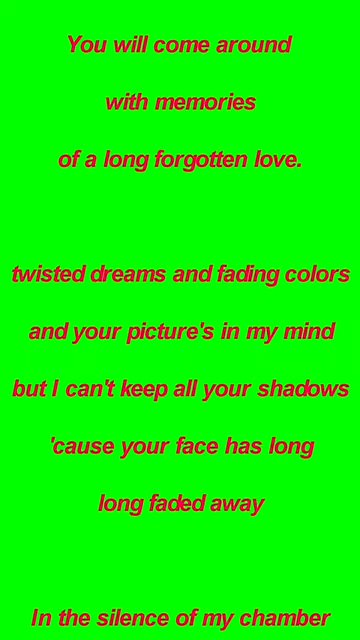 You will come around
with memories
of a long forgotten love.
twisted dreams and fading colors
and your picture's in my mind
but I can't keep all your shadows
'cause your face has long
long faded away
In the silence of my chamber